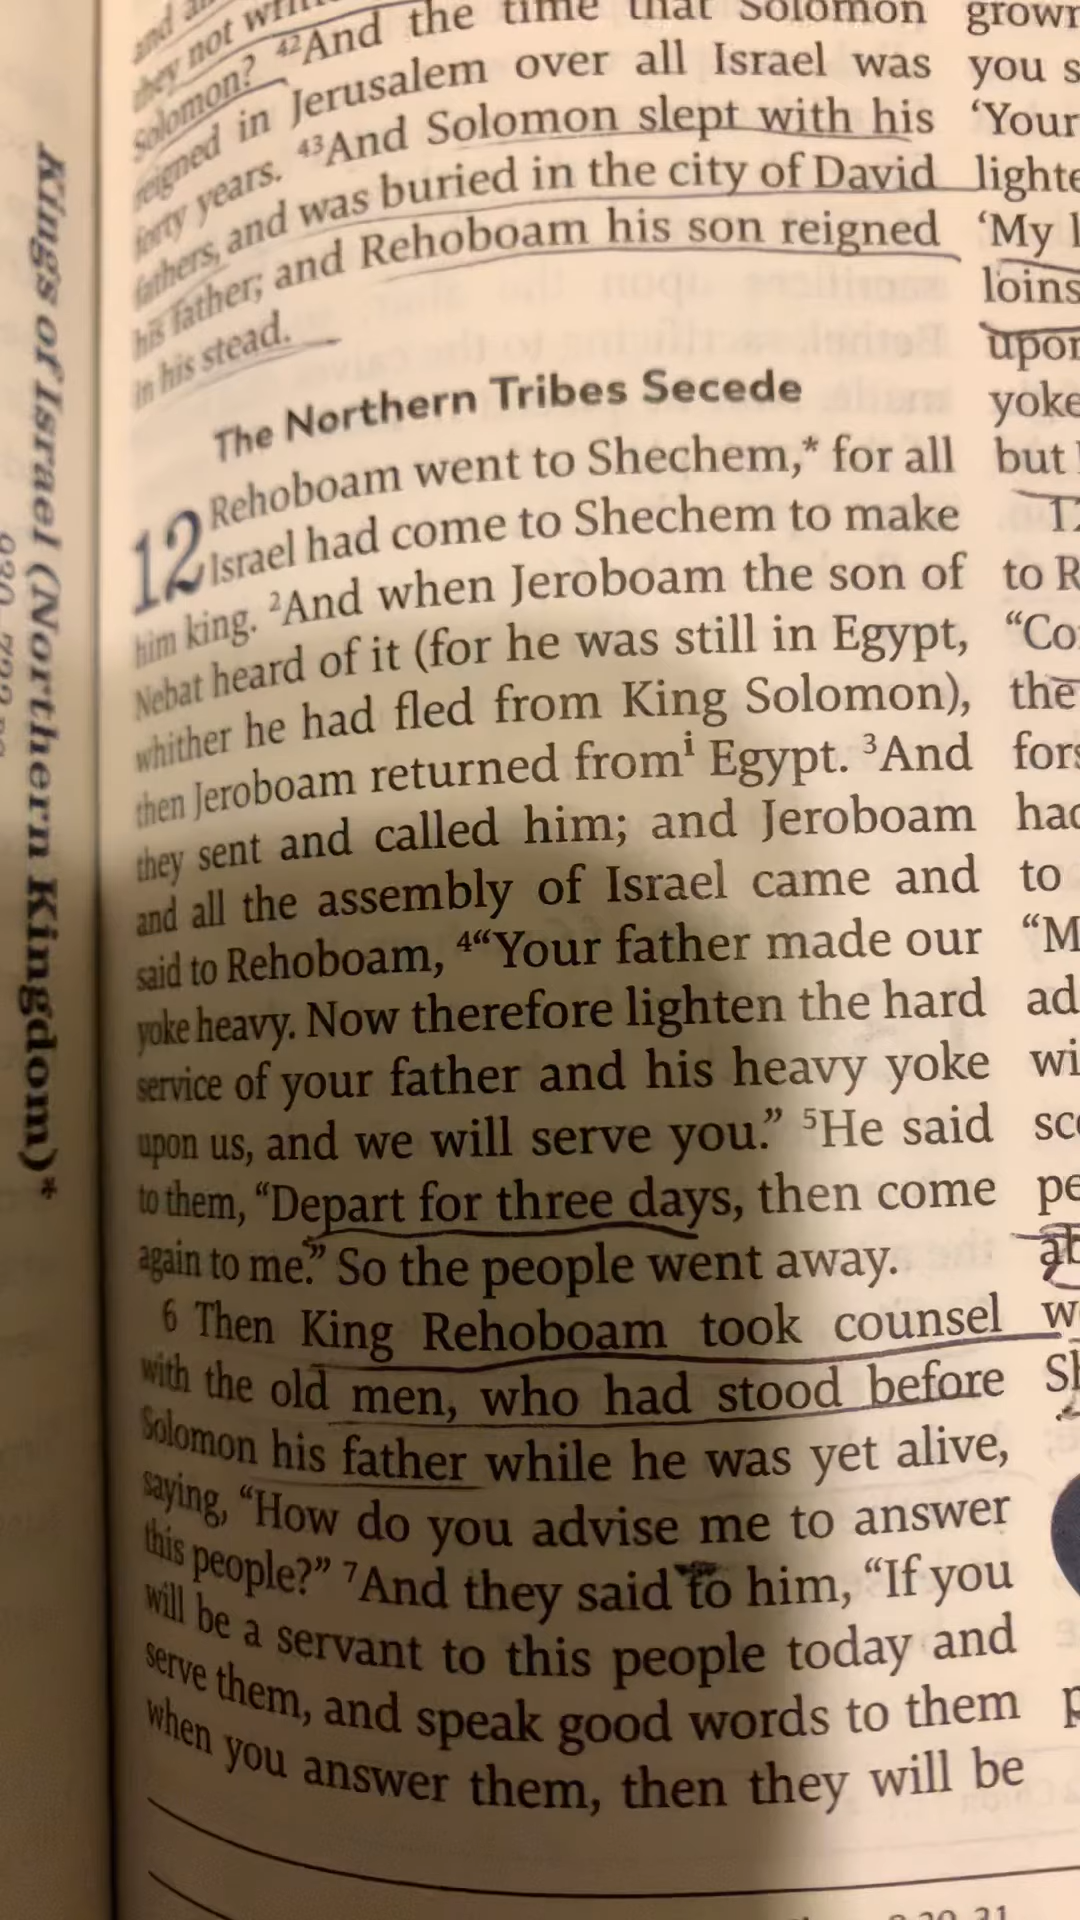 Kings of Israel (Northern Kingdom)*
they not
Solomon? 42And the time that Solomon
reigned in Jerusalem over all Israel was
forty years. 43And Solomon slept with his
fathers, and was buried in the city of David
his father; and Rehoboam his son reigned
in his stead.
The Northern Tribes Secede
12 Rehoboam went to Shechem,* for all
Israel had come to Shechem to make
him king. 2And when Jeroboam the son of
Nebat heard of it (for he was still in Egypt,
whither he had fled from King Solomon),
then Jeroboam returned fromi Egypt. 3And
they sent and called him; and Jeroboam
and all the assembly of Israel came and
said to Rehoboam, 4“Your father made our
yoke heavy. Now therefore lighten the hard
service of your father and his heavy yoke
upon us, and we will serve you.” 5He said
to them, “Depart for three days, then come
again to me.” So the people went away.
6 Then King Rehoboam took counsel
with the old men, who had stood before
Solomon his father while he was yet alive,
saying, “How do you advise me to answer
this people?” 7And they said to him, “If you
will be a servant to this people today and
serve them, and speak good words to them
when you answer them, then they will be
you
‘Your
‘My
loins
upon
yoke
but
to
“Co
the
to
“M